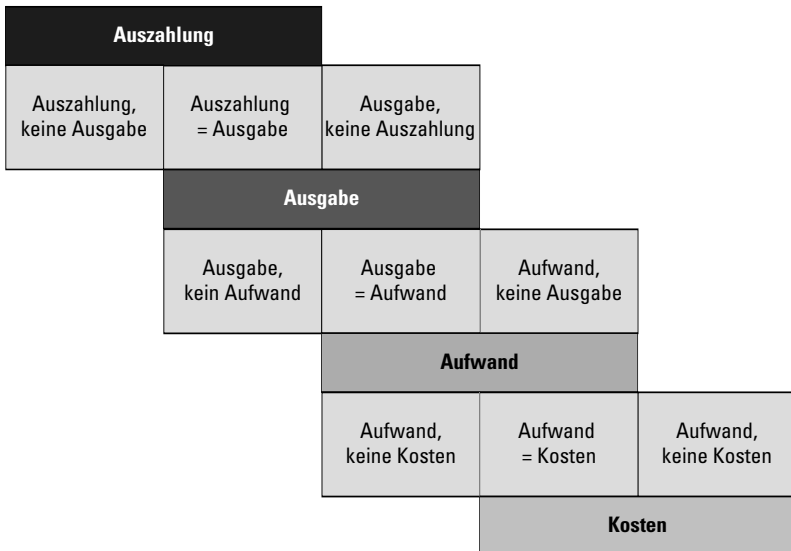 Auszahlung
Auszahlung,
keine Ausgabe
Auszahlung
= Ausgabe
Ausgabe,
keine Auszahlung
Ausgabe
Ausgabe,
kein Aufwand
Ausgabe
= Aufwand
Aufwand,
keine Ausgabe
Aufwand
Aufwand,
keine Kosten
Aufwand
= Kosten
Aufwand,
keine Kosten
Kosten